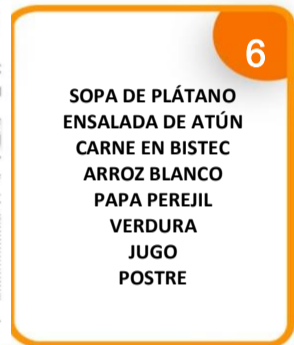 6
SOPA DE PLÁTANO
ENSALADA DE ATÚN
CARNE EN BISTEC
ARROZ BLANCO
PAPA PEREJIL
VERDURA
JUGO
POSTRE